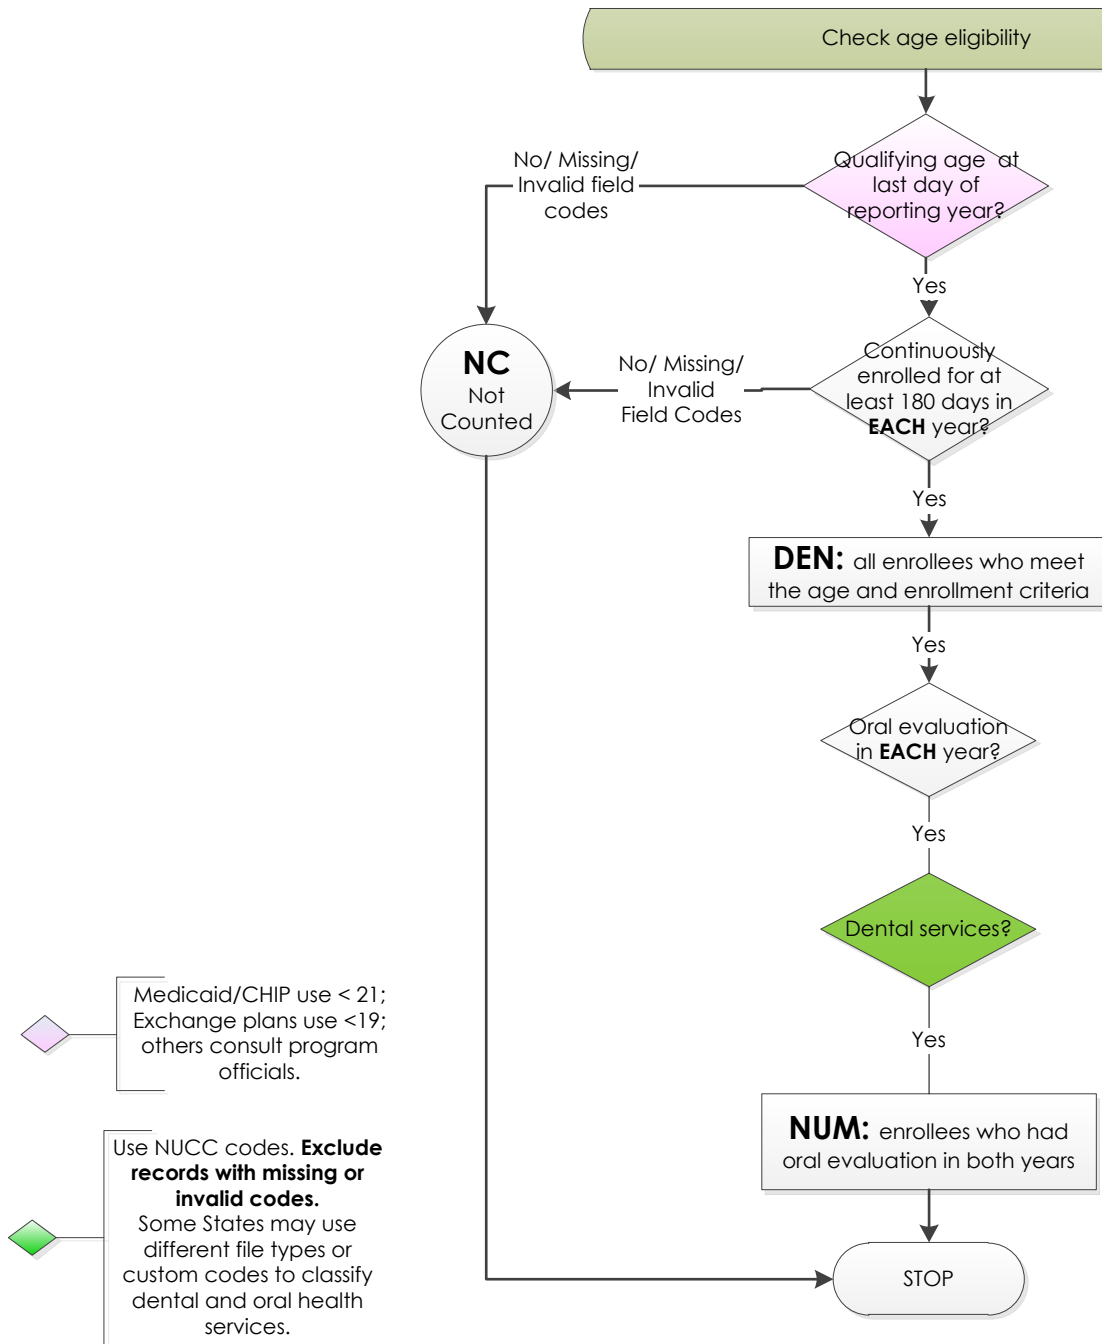 Check age eligibility
Qualifying age at
last day of
reporting year?
No/ Missing/
Invalid field
codes
Yes
Continuously
enrolled for at
least 180 days in
EACH year?
No/ Missing/
Invalid
Field Codes
NC
Not
Counted
Yes
DEN: all enrollees who meet
the age and enrollment criteria
Yes
Oral evaluation
in EACH year?
Yes
Dental services?
Yes
NUM: enrollees who had
oral evaluation in both years
STOP
Medicaid/CHIP use < 21;
Exchange plans use <19;
others consult program
officials.
Use NUCC codes. Exclude
records with missing or
invalid codes.
Some States may use
different file types or
custom codes to classify
dental and oral health
services.